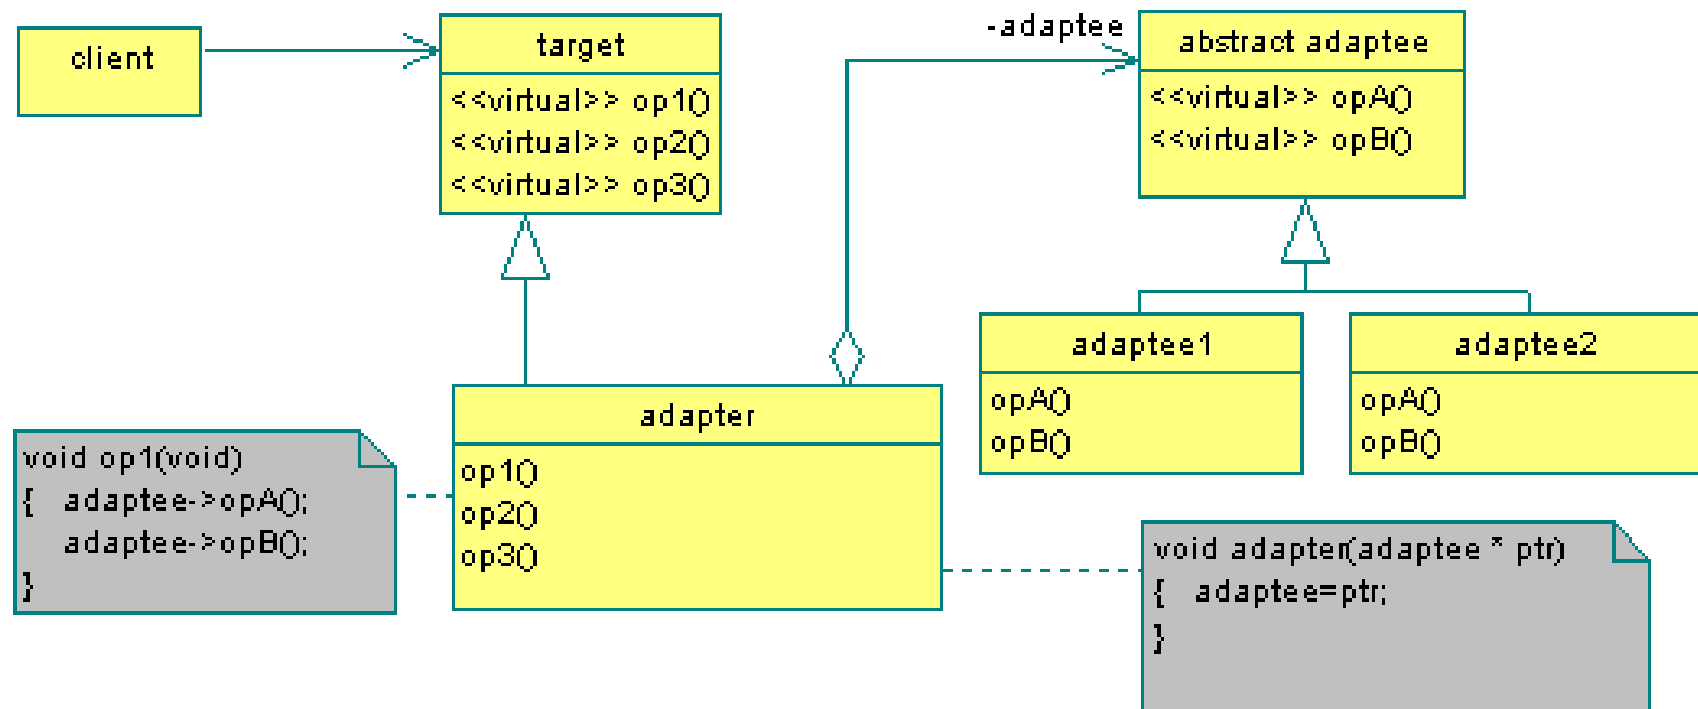 client
target
<<virtual>> op1()
<<virtual>> op2()
<<virtual>> op3()
-adaptee
abstract adaptee
<<virtual>> opA()
<<virtual>> opB()
adaptee1
opA()
opB()
adaptee2
opA()
opB()
adapter
op1()
op2()
op3()
void op1(void)
{ adaptee->opA();
adaptee->opB();
}
void adapter(adaptee * ptr)
{ adaptee=ptr;
}